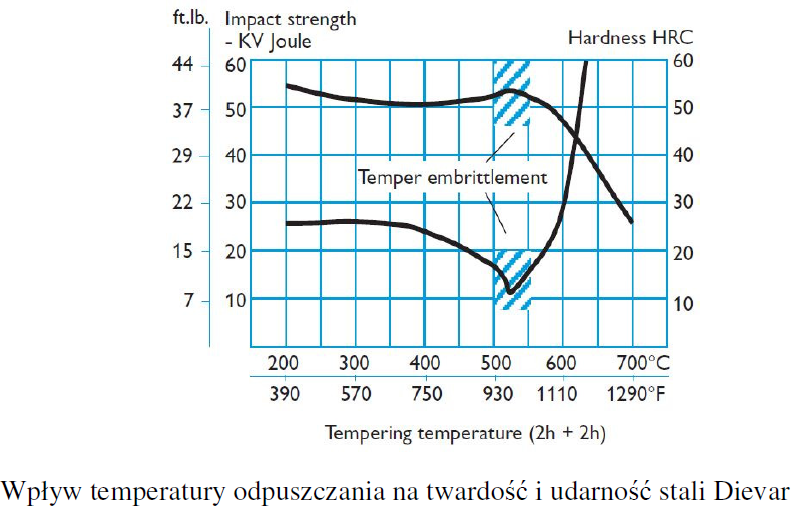 ft.lb. Impact strength
- KV Joule
Hardness HRC
44 60 60
37 50 50
29 40 40
Temper embrittlement
22 30 30
15 20 20
7 10 10
200 300 400 500 600 700°C
390 570 750 930 1110 1290°F
Tempering temperature (2h + 2h)
Wpływ temperatury odpuszczania na twardość i udarność stali Dievar